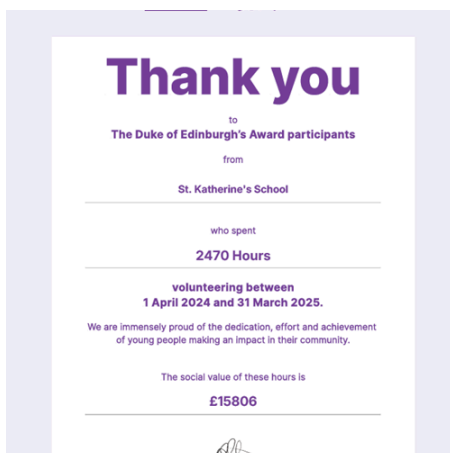 Thank you
to
The Duke of Edinburgh's Award participants
from
St. Katherine's School
who spent
2470 Hours
volunteering between
1 April 2024 and 31 March 2025.
We are immensely proud of the dedication, effort and achievement
of young people making an impact in their community.
The social value of these hours is
£15806